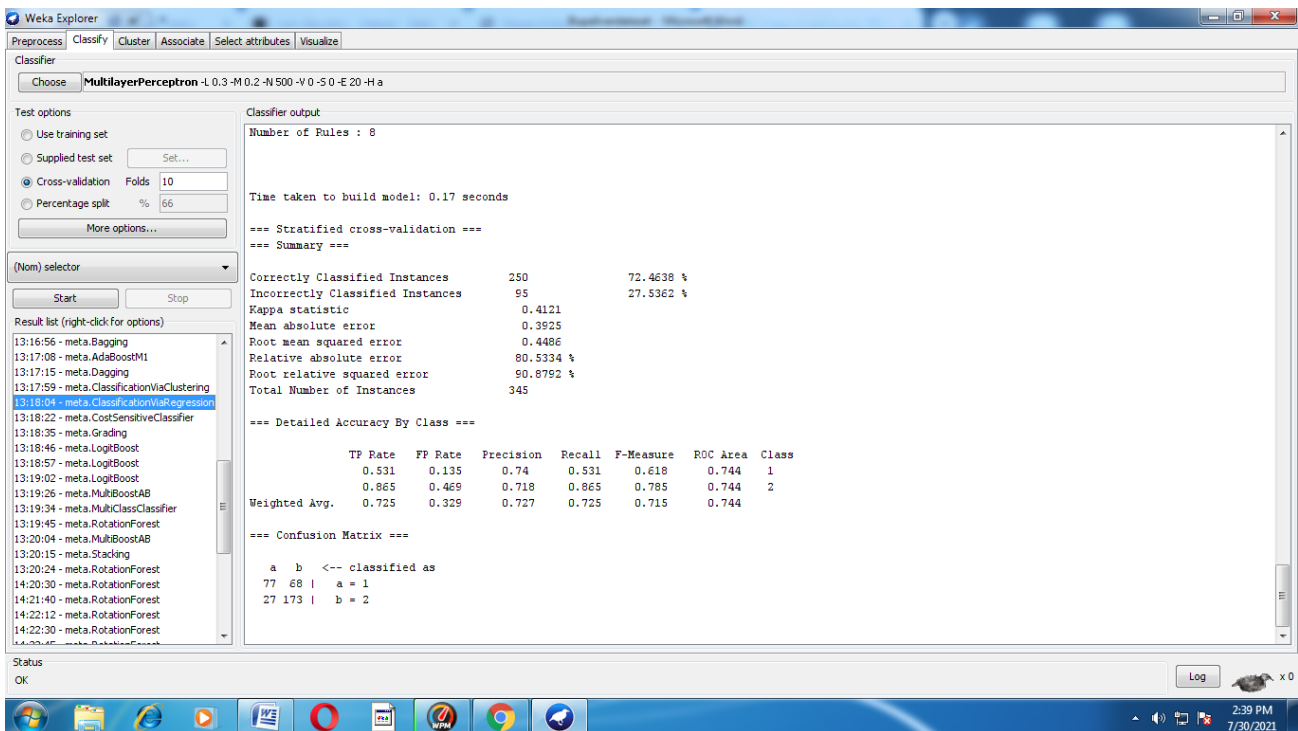 Weka Explorer
Preprocess Classify Cluster Associate Select attributes Visualize
Classifier
Choose MultilayerPerceptron -L 0.3 -M 0.2 -N 500 -V 0 -S 0 -E 20 -H a
Test options
Use training set
Supplied test set Set...
Cross-validation Folds 10
Percentage split % 66
More options...
(Nom) selector
Start Stop
Result list (right-click for options)
13:16:56 - meta.Bagging
13:17:08 - meta.AdaBoostM1
13:17:15 - meta.Dagging
13:17:59 - meta.ClassificationViaClustering
13:18:04 - meta.ClassificationViaRegression
13:18:22 - meta.CostSensitiveClassifier
13:18:35 - meta.Grading
13:18:46 - meta.LogitBoost
13:18:57 - meta.LogitBoost
13:19:02 - meta.LogitBoost
13:19:26 - meta.MultiBoostAB
13:19:34 - meta.MultiClassClassifier
13:19:45 - meta.RotationForest
13:20:04 - meta.MultiBoostAB
13:20:15 - meta.Stacking
13:20:24 - meta.RotationForest
14:20:30 - meta.RotationForest
14:21:40 - meta.RotationForest
14:22:12 - meta.RotationForest
14:22:30 - meta.RotationForest
Classifier output
Number of Rules : 8
Time taken to build model: 0.17 seconds
=== Stratified cross-validation ===
=== Summary ===
Correctly Classified Instances 250 72.4638 %
Incorrectly Classified Instances 95 27.5362 %
Kappa statistic 0.4121
Mean absolute error 0.3925
Root mean squared error 0.4486
Relative absolute error 80.5334 %
Root relative squared error 90.8792 %
Total Number of Instances 345
=== Detailed Accuracy By Class ===
TP Rate FP Rate Precision Recall F-Measure ROC Area Class
0.531 0.135 0.74 0.531 0.618 0.744 1
0.865 0.469 0.718 0.865 0.785 0.744 2
Weighted Avg. 0.725 0.329 0.727 0.725 0.715 0.744
=== Confusion Matrix ===
a b <-- classified as
77 68 | a = 1
27 173 | b = 2
Status
OK
Log x 0
WPM
2:39 PM
7/30/2021